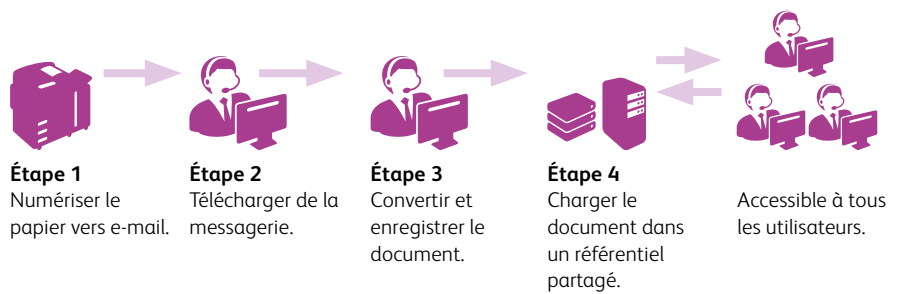 Étape 1
Numériser le
papier vers e-mail.
Étape 2
Télécharger de la
messagerie.
Étape 3
Convertir et
enregistrer le
document.
Étape 4
Charger le
document dans
un référentiel
partagé.
Accessible à tous
les utilisateurs.